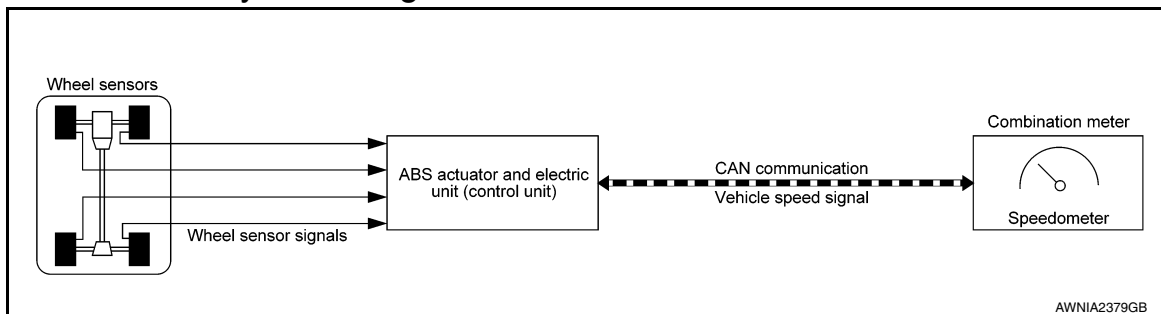 Wheel sensors
Combination meter
ABS actuator and electric
unit (control unit)
CAN communication
Vehicle speed signal
Speedometer
Wheel sensor signals
AWNIA2379GB